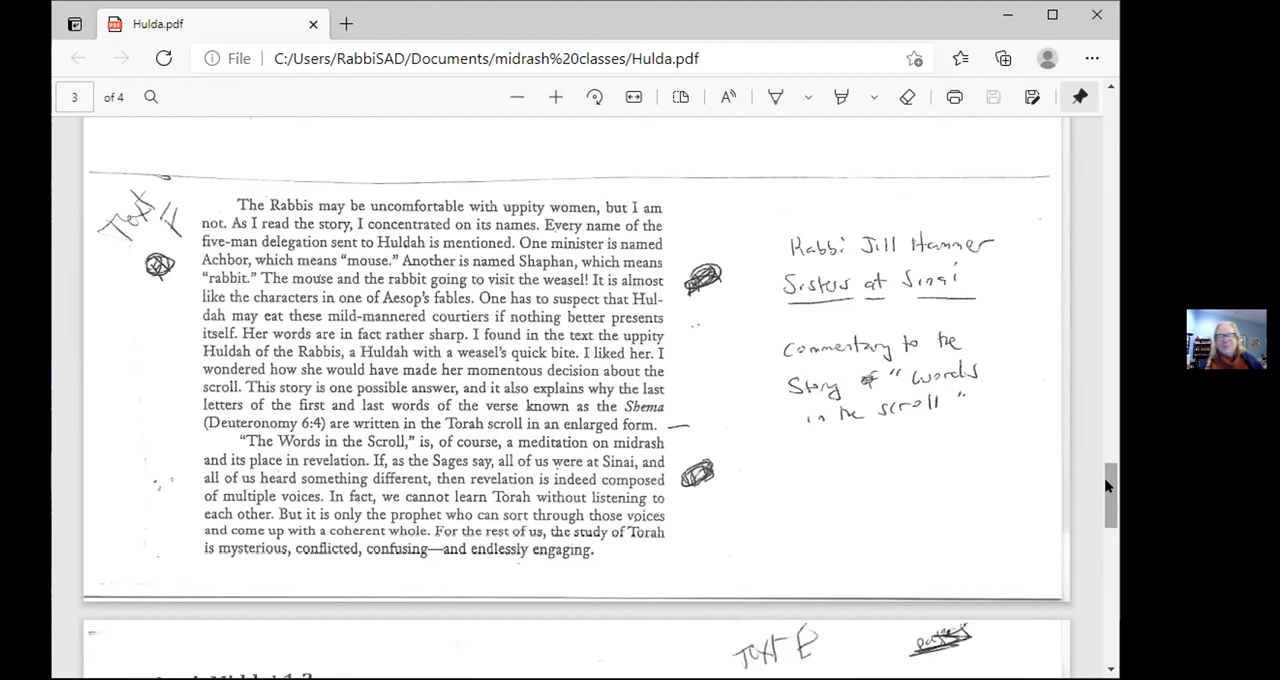 Hulda.pdf
File
C:/Users/RabbiSAD/Documents/midrash%20classes/Hulda.pdf
3
of 4
Text
The Rabbis may be uncomfortable with uppity women, but I am
not. As I read the story, I concentrated on its names. Every name of the
five-man delegation sent to Huldah is mentioned. One minister is named
Achbor, which means “mouse.” Another is named Shaphan, which means
“rabbit.” The mouse and the rabbit going to visit the weasel! It is almost
like the characters in one of Aesop’s fables. One has to suspect that Hul-
dah may eat these mild-mannered courtiers if nothing better presents
itself. Her words are in fact rather sharp. I found in the text the uppity
Huldah of the Rabbis, a Huldah with a weasel’s quick bite. I liked her. I
wondered how she would have made her momentous decision about the
scroll. This story is one possible answer, and it also explains why the last
letters of the first and last words of the verse known as the Shema
(Deuteronomy 6:4) are written in the Torah scroll in an enlarged form.
“The Words in the Scroll,” is, of course, a meditation on midrash
and its place in revelation. If, as the Sages say, all of us were at Sinai, and
all of us heard something different, then revelation is indeed composed
of multiple voices. In fact, we cannot learn Torah without listening to
each other. But it is only the prophet who can sort through those voices
and come up with a coherent whole. For the rest of us, the study of Torah
is mysterious, conflicted, confusing—and endlessly engaging.
Rabbi Jill Hammer
Sisters at Sinai
Commentary to the
Story of “Words
in the scroll”
Text E